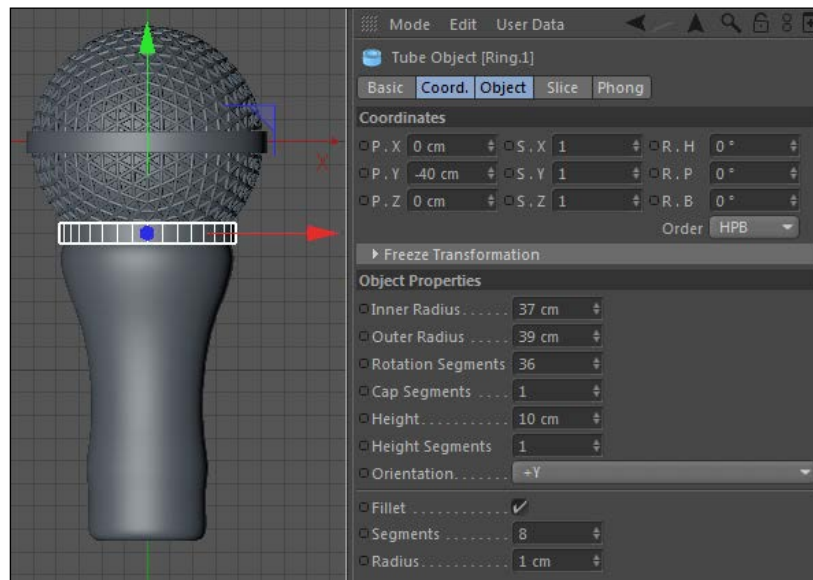 X
Mode Edit User Data
Tube Object [Ring.1]
Basic Coord. Object Slice Phong
Coordinates
P . X 0 cm S . X 1 R . H 0 °
P . Y -40 cm S . Y 1 R . P 0 °
P . Z 0 cm S . Z 1 R . B 0 °
Order HPB
Freeze Transformation
Object Properties
Inner Radius...... 37 cm
Outer Radius ..... 39 cm
Rotation Segments 36
Cap Segments .... 1
Height........... 10 cm
Height Segments 1
Orientation....... +Y
Fillet ............
Segments ........ 8
Radius........... 1 cm